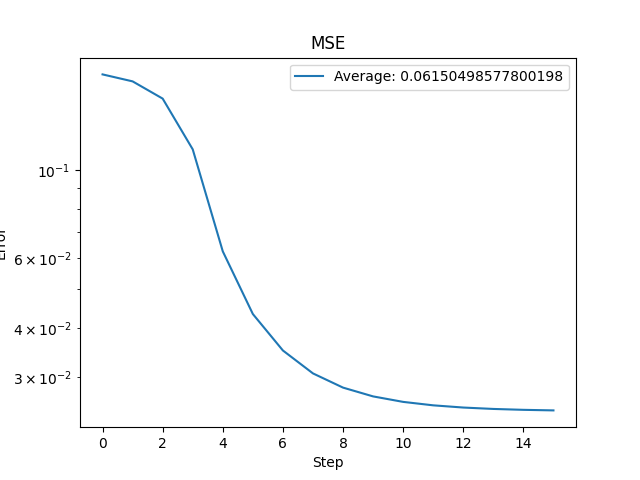 MSE
Average: 0.06150498577800198
10⁻¹
6 × 10⁻²
4 × 10⁻²
3 × 10⁻²
Error
0 2 4 6 8 10 12 14
Step